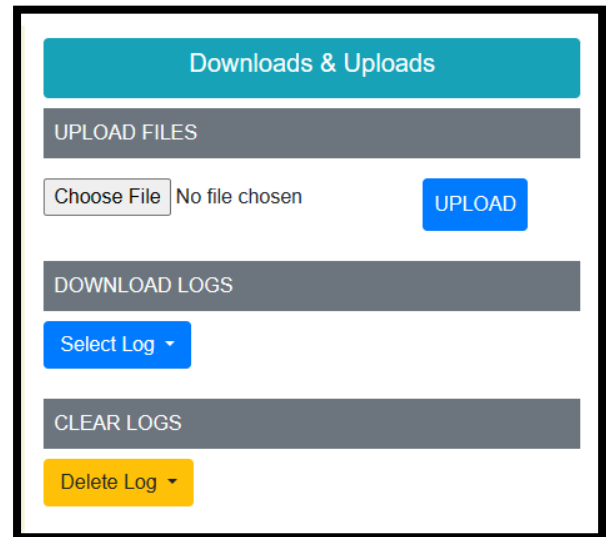 Downloads & Uploads
UPLOAD FILES
Choose File No file chosen UPLOAD
DOWNLOAD LOGS
Select Log
CLEAR LOGS
Delete Log